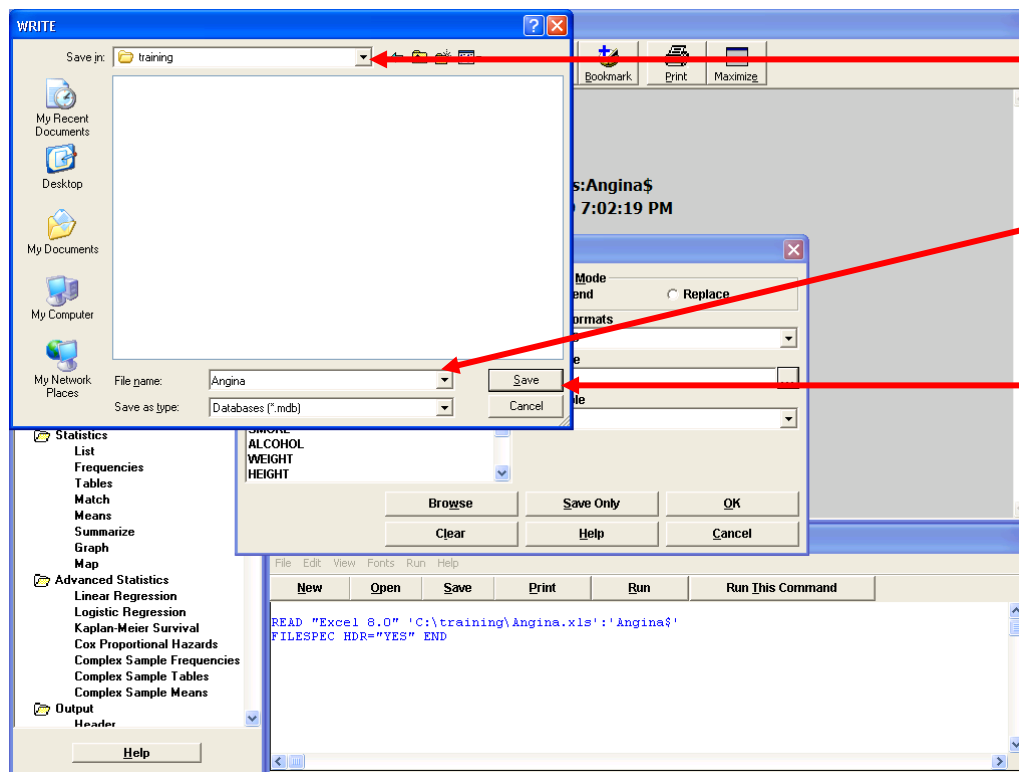 WRITE
Save in: training
My Recent
Documents
Desktop
My Documents
My Computer
My Network
Places
File name: Angina Save
Save as type: Databases (*.mdb) Cancel
Bookmark Print Maximize
s:Angina$
7:02:19 PM
Mode
end Replace
ormats
e
le
ALCOHOL
WEIGHT
HEIGHT
Browse Save Only OK
Clear Help Cancel
Statistics
List
Frequencies
Tables
Match
Means
Summarize
Graph
Map
Advanced Statistics
Linear Regression
Logistic Regression
Kaplan-Meier Survival
Cox Proportional Hazards
Complex Sample Frequencies
Complex Sample Tables
Complex Sample Means
Output
Header
Help
File Edit View Fonts Run Help
New Open Save Print Run Run This Command
READ "Excel 8.0" 'C:\training\Angina.xls':'Angina$'
FILESPEC HDR="YES" END